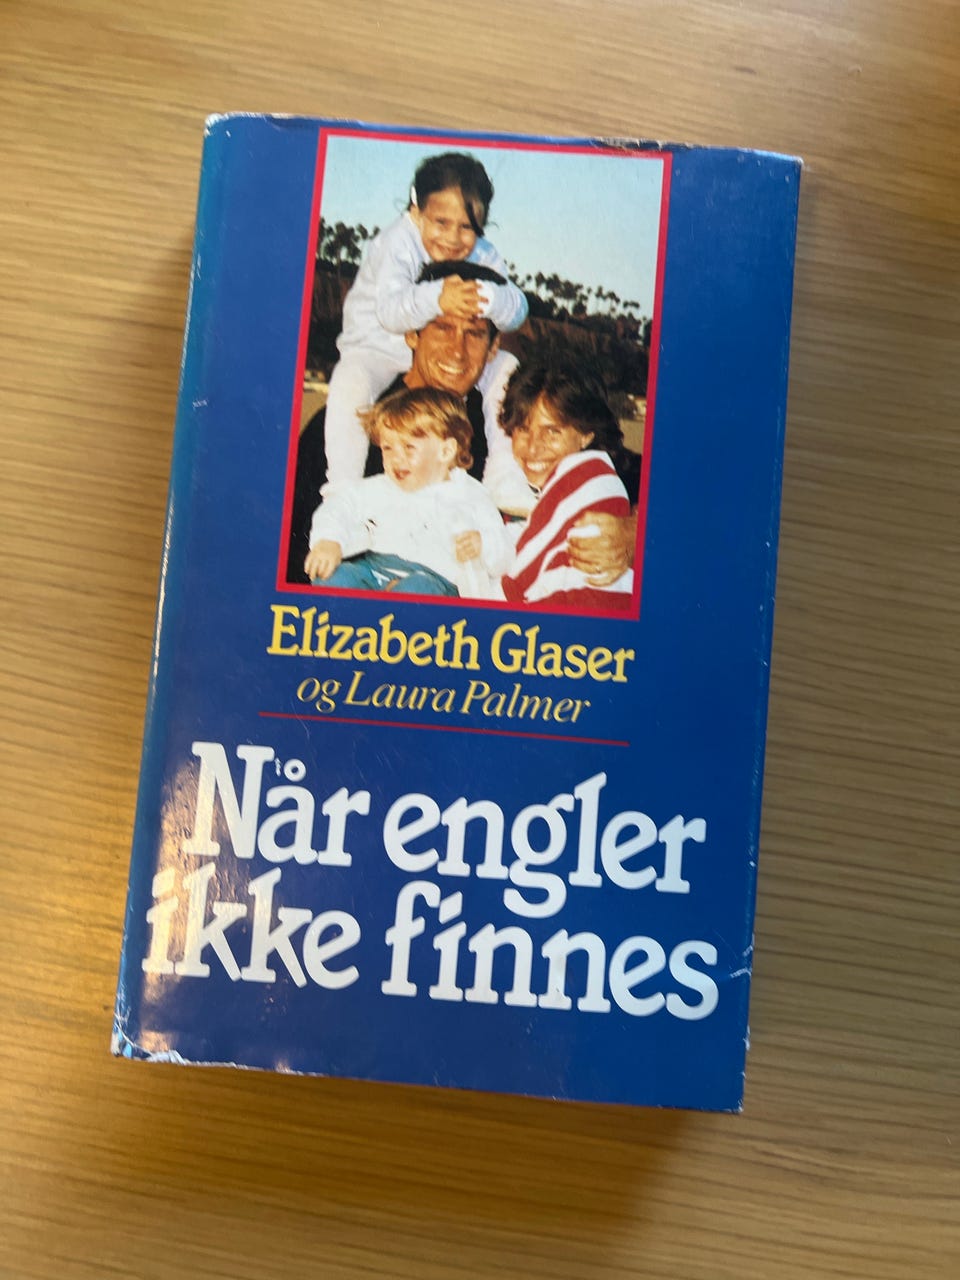 Elizabeth Glaser
og Laura Palmer
Når engler
ikke finnes